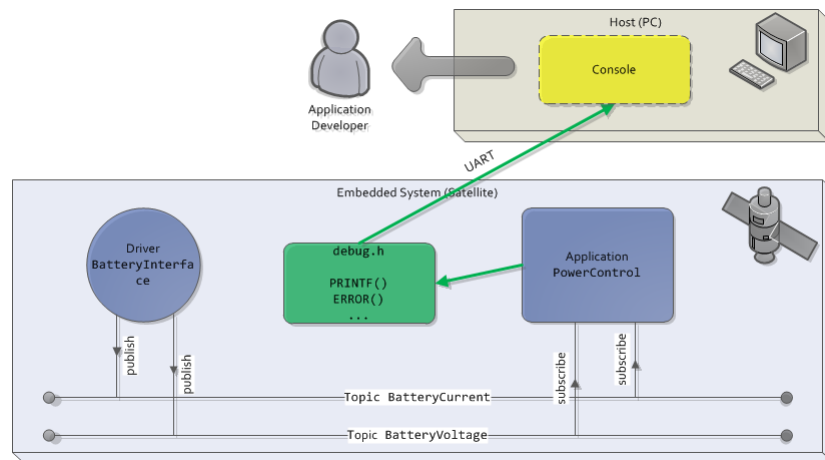 Host (PC)
Console
Application
Developer
UART
Embedded System (Satellite)
Driver
BatteryInterfa
ce
debug.h
PRINTF()
ERROR()
...
Application
PowerControl
publish
publish
subscribe
subscribe
Topic BatteryCurrent
Topic BatteryVoltage